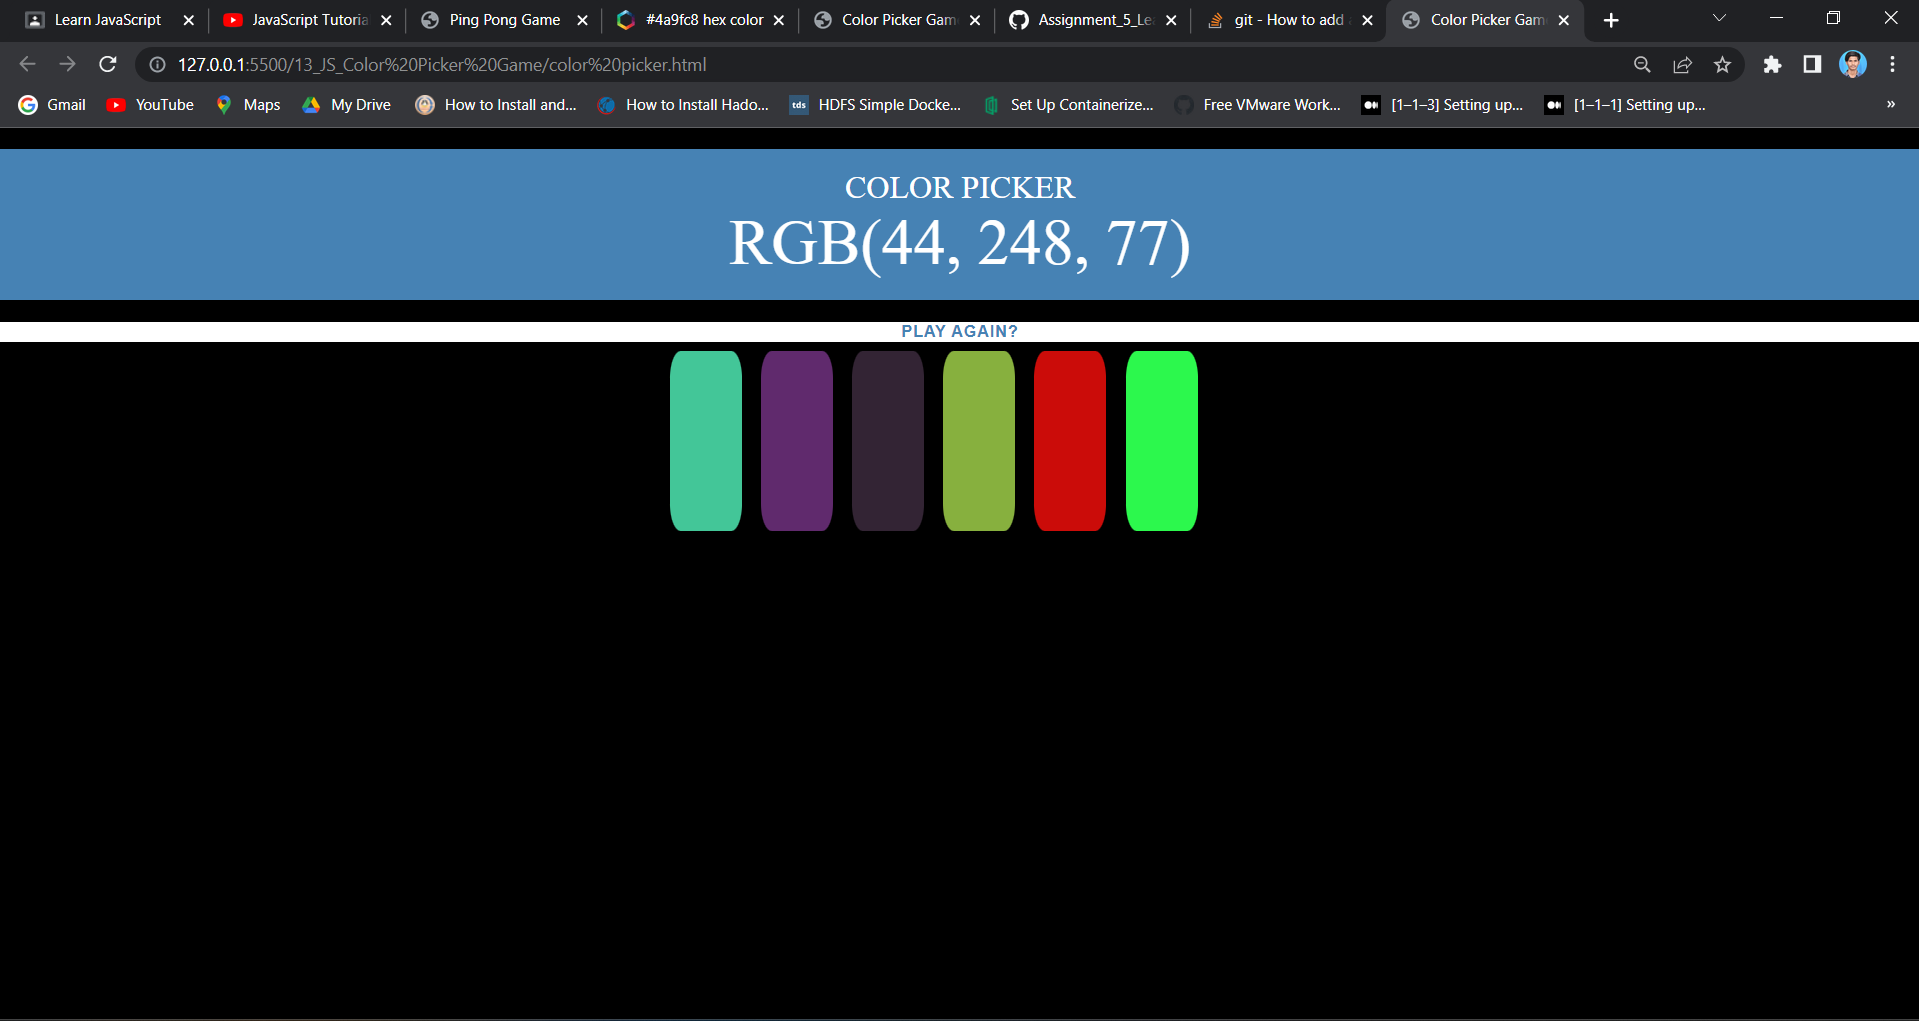 Learn JavaScript
JavaScript Tutoria
Ping Pong Game
#4a9fc8 hex color
Color Picker Gam
Assignment_5_Le
git - How to add
Color Picker Gam
127.0.0.1:5500/13_JS_Color%20Picker%20Game/color%20picker.html
Gmail
YouTube
Maps
My Drive
How to Install and...
How to Install Hado...
tds
HDFS Simple Docke...
Set Up Containerize...
Free VMware Work...
[1–1–3] Setting up...
[1–1–1] Setting up...
»
COLOR PICKER
RGB(44, 248, 77)
PLAY AGAIN?